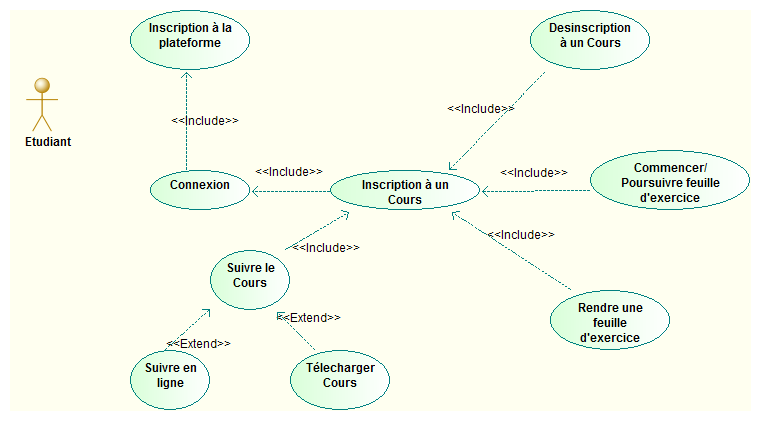 Inscription à la
plateforme
Desinscription
à un Cours
<<Include>>
<<Include>>
Etudiant
Connexion
<<Include>>
Inscription à un
Cours
<<Include>>
Commencer/
Poursuivre feuille
d'exercice
<<Include>>
<<Include>>
Suivre le
Cours
Rendre une
feuille
d'exercice
<<Extend>>
<<Extend>>
Suivre en
ligne
Télecharger
Cours